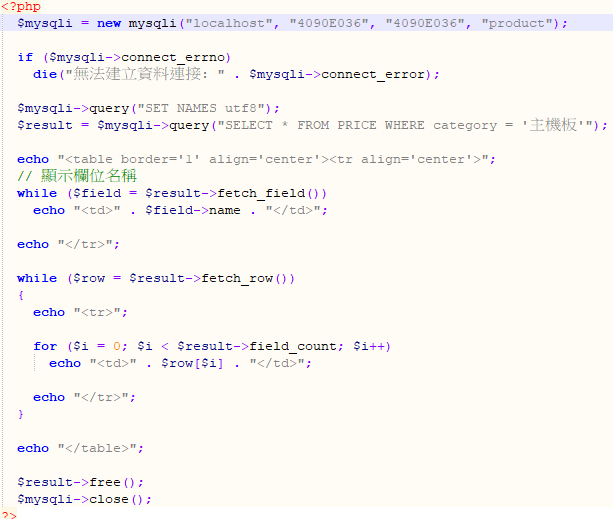 <?php
$mysqli = new mysqli("localhost", "4090E036", "4090E036", "product");
if ($mysqli->connect_errno)
die("無法建立資料連接: " . $mysqli->connect_error);
$mysqli->query("SET NAMES utf8");
$result = $mysqli->query("SELECT * FROM PRICE WHERE category = '主機板'");
echo "<table border='1' align='center'><tr align='center'>";
// 顯示欄位名稱
while ($field = $result->fetch_field())
echo "<td>" . $field->name . "</td>";
echo "</tr>";
while ($row = $result->fetch_row())
{
echo "<tr>";
for ($i = 0; $i < $result->field_count; $i++)
echo "<td>" . $row[$i] . "</td>";
echo "</tr>";
}
echo "</table>";
$result->free();
$mysqli->close();
?>